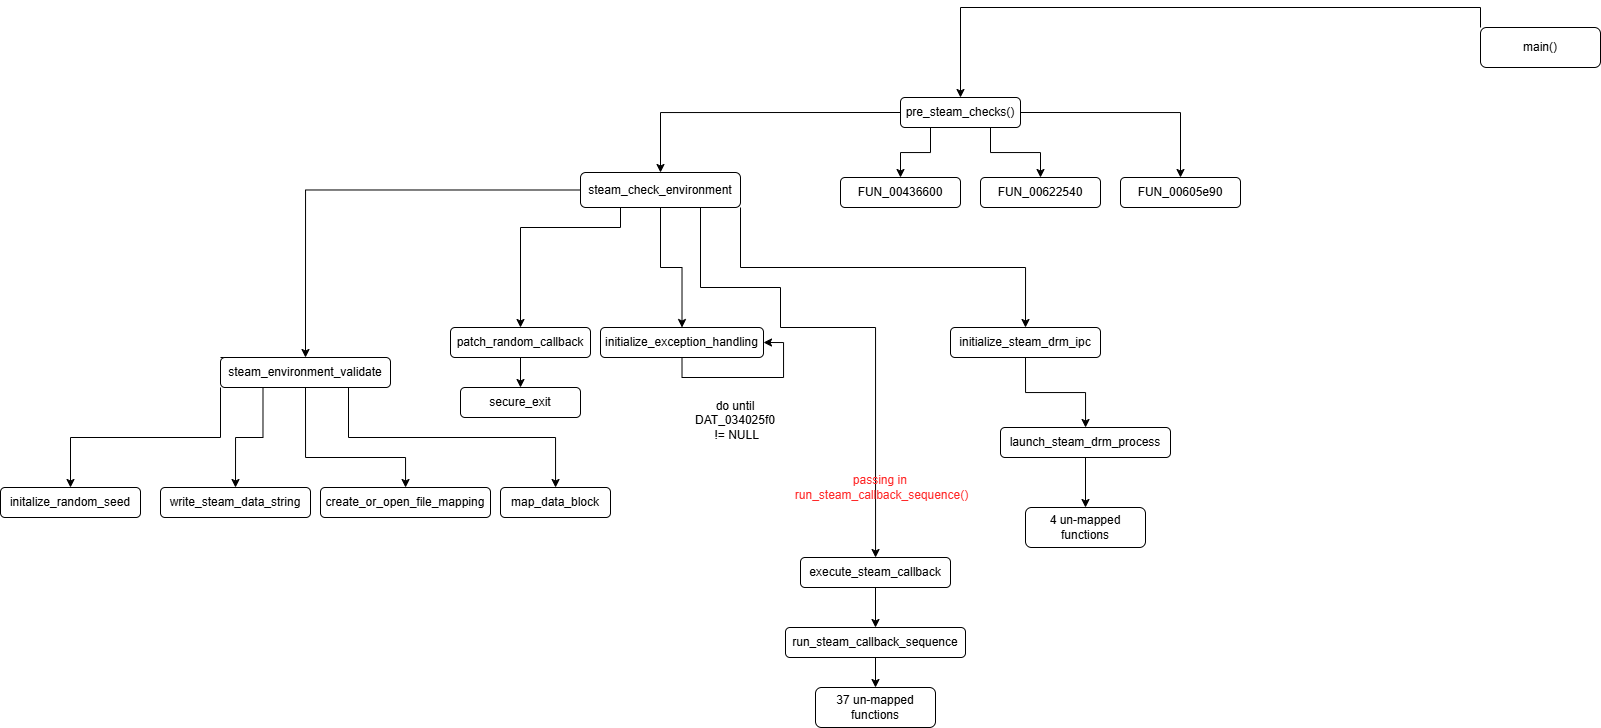 main()
pre_steam_checks()
steam_check_environment
FUN_00436600
FUN_00622540
FUN_00605e90
patch_random_callback
initialize_exception_handling
initialize_steam_drm_ipc
steam_environment_validate
secure_exit
do until
DAT_034025f0
!= NULL
launch_steam_drm_process
passing in
run_steam_callback_sequence()
initalize_random_seed
write_steam_data_string
create_or_open_file_mapping
map_data_block
4 un-mapped
functions
execute_steam_callback
run_steam_callback_sequence
37 un-mapped
functions